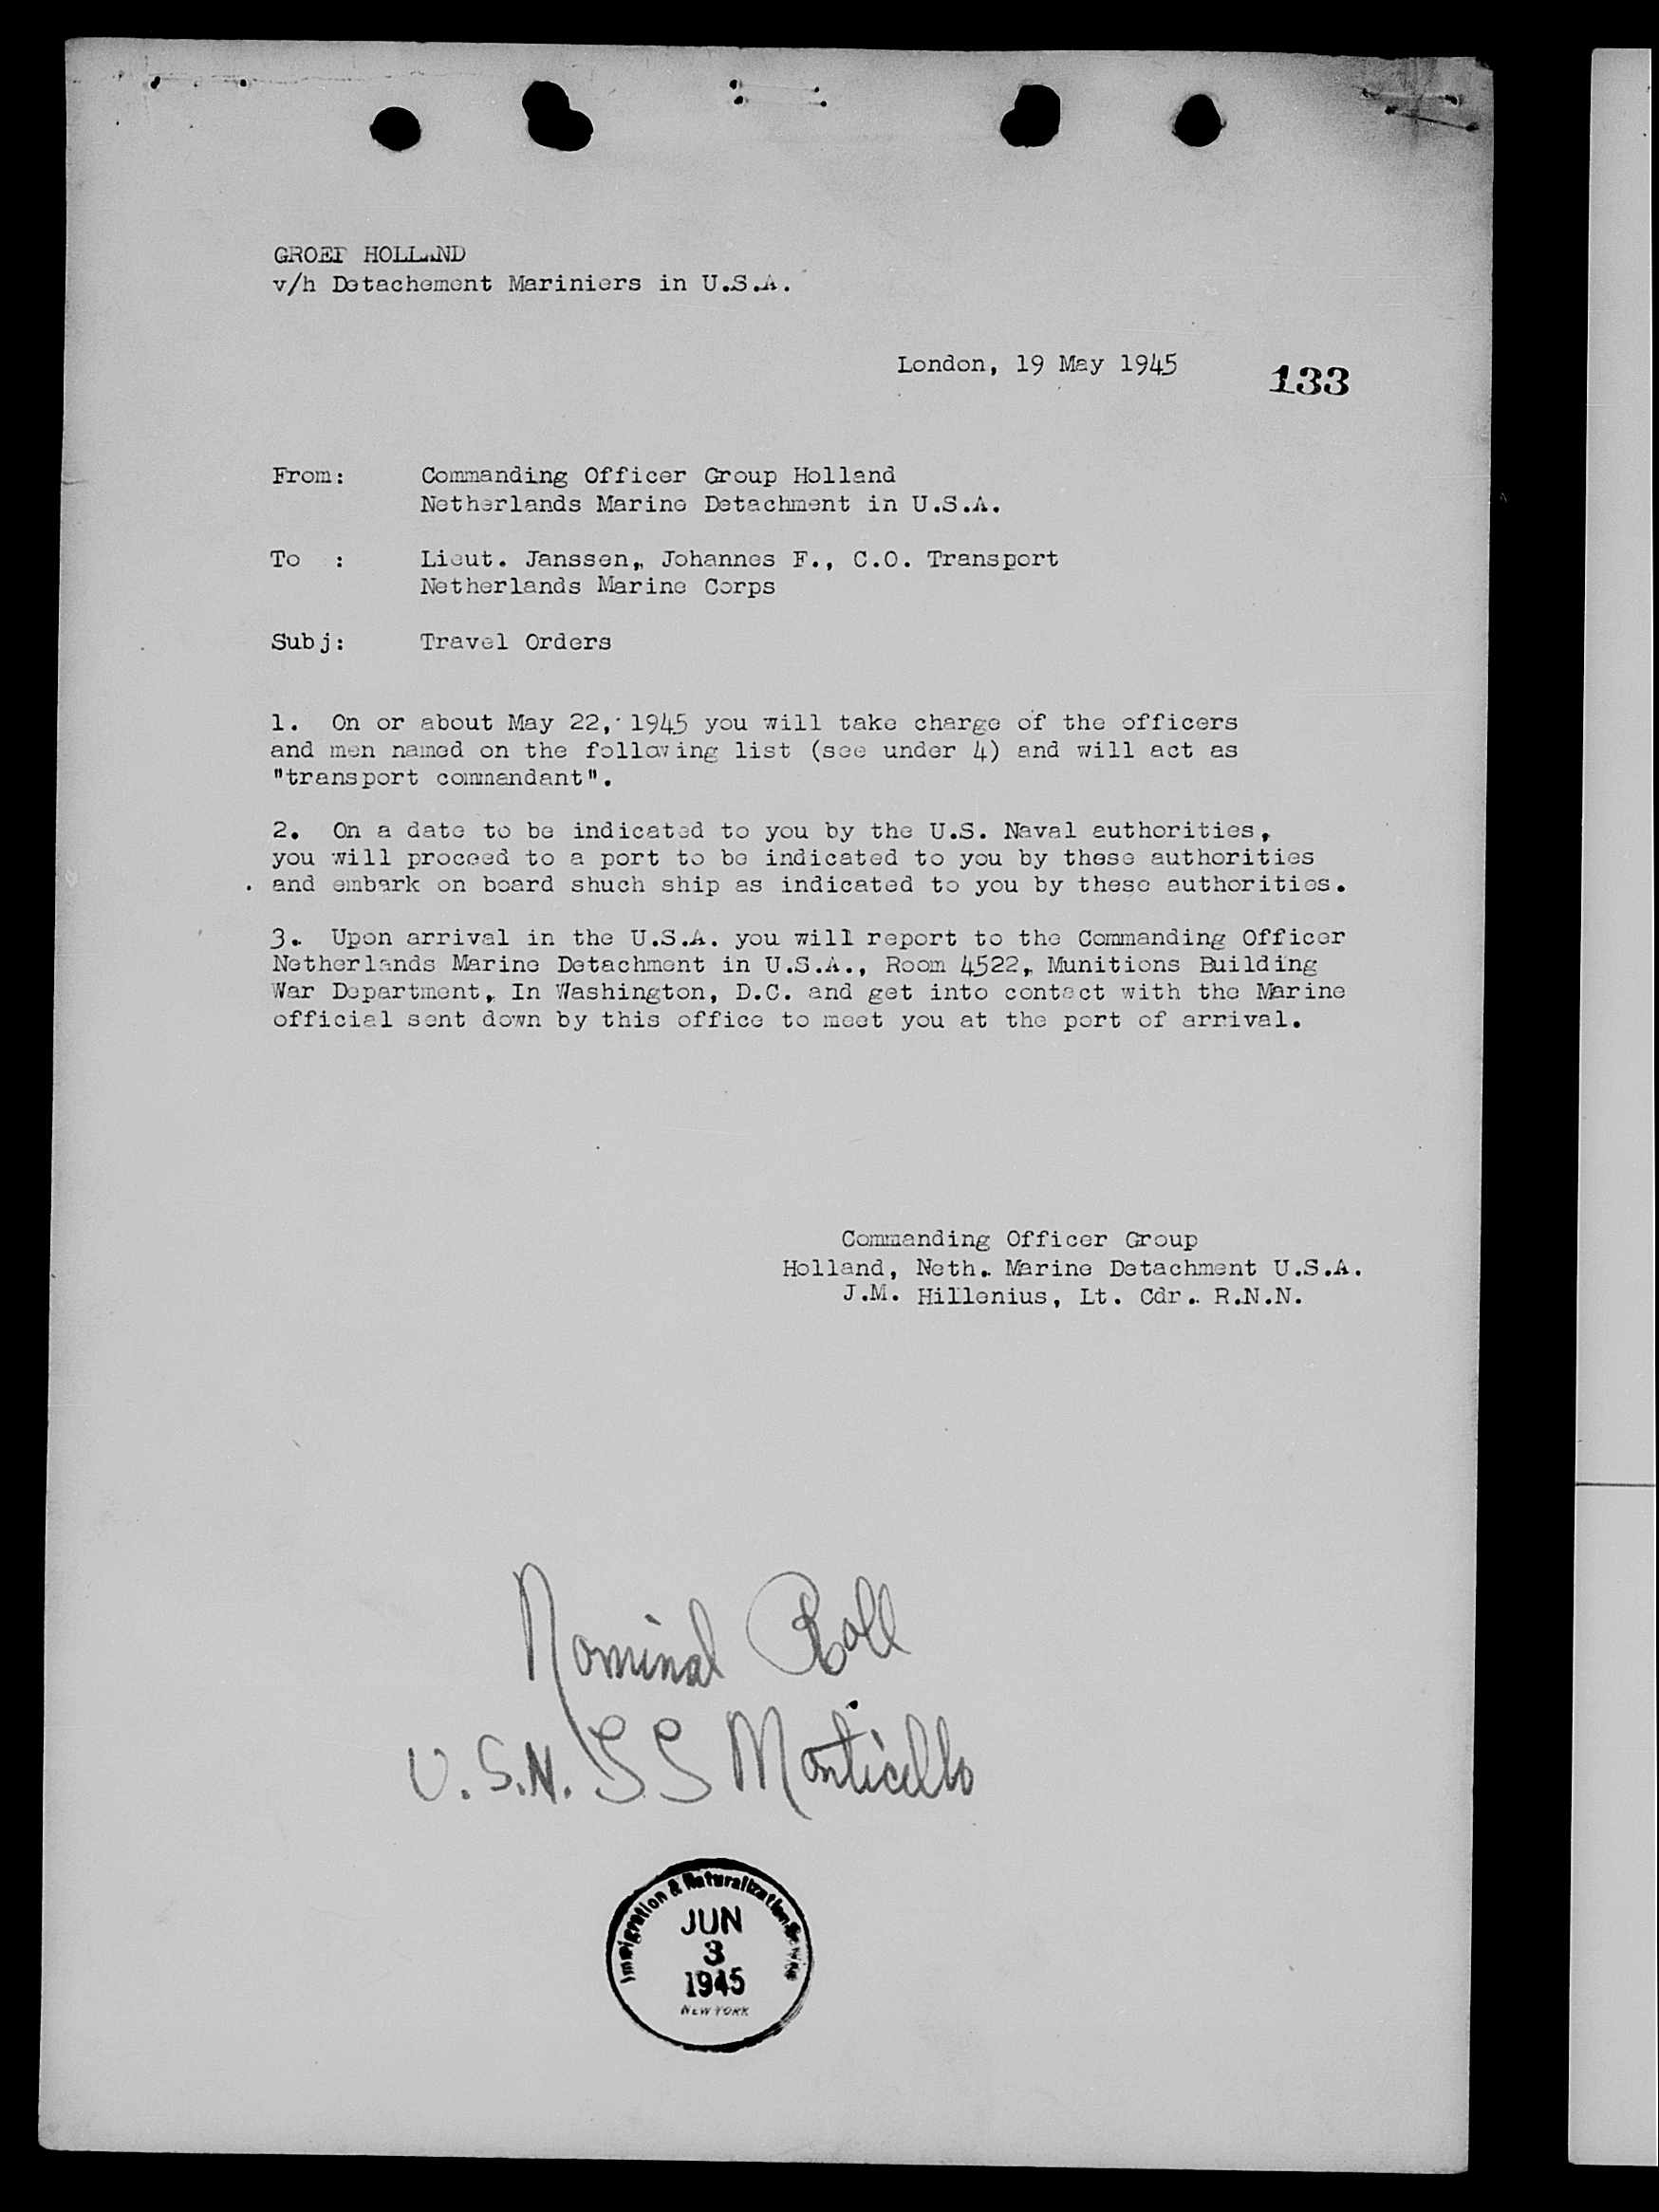 GROEP HOLLAND
v/h Detachement Mariniers in U.S.A.
London, 19 May 1945
133
From: Commanding Officer Group Holland
Netherlands Marine Detachment in U.S.A.
To : Lieut. Janssen, Johannes F., C.O. Transport
Netherlands Marine Corps
Subj: Travel Orders
1. On or about May 22, 1945 you will take charge of the officers
and men named on the following list (see under 4) and will act as
"transport commandant".
2. On a date to be indicated to you by the U.S. Naval authorities,
you will proceed to a port to be indicated to you by these authorities
and embark on board shuch ship as indicated to you by these authorities.
3. Upon arrival in the U.S.A. you will report to the Commanding Officer
Netherlands Marine Detachment in U.S.A., Room 4522, Munitions Building
War Department, In Washington, D.C. and get into contact with the Marine
official sent down by this office to meet you at the port of arrival.
Commanding Officer Group
Holland, Neth. Marine Detachment U.S.A.
J.M. Hillenius, Lt. Cdr. R.N.N.
Nominal Roll
U.S.N. SS Monticello
Immigration & Naturalization Service
JUN
3
1945
NEW YORK